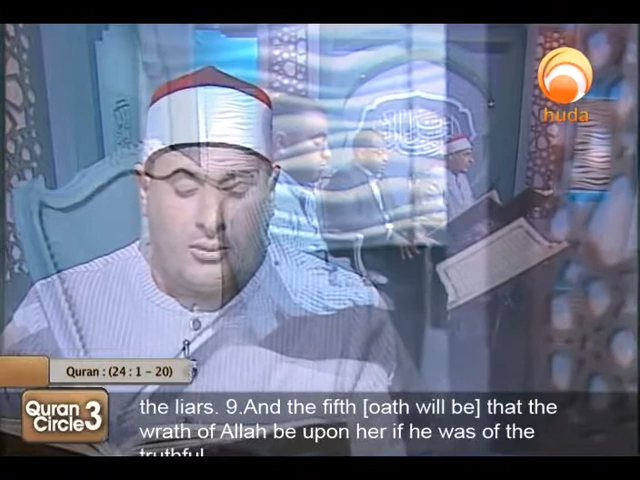 huda
Quran : (24 : 1 – 20)
Quran
Circle 3
the liars. 9.And the fifth [oath will be] that the
wrath of Allah be upon her if he was of the
truthful